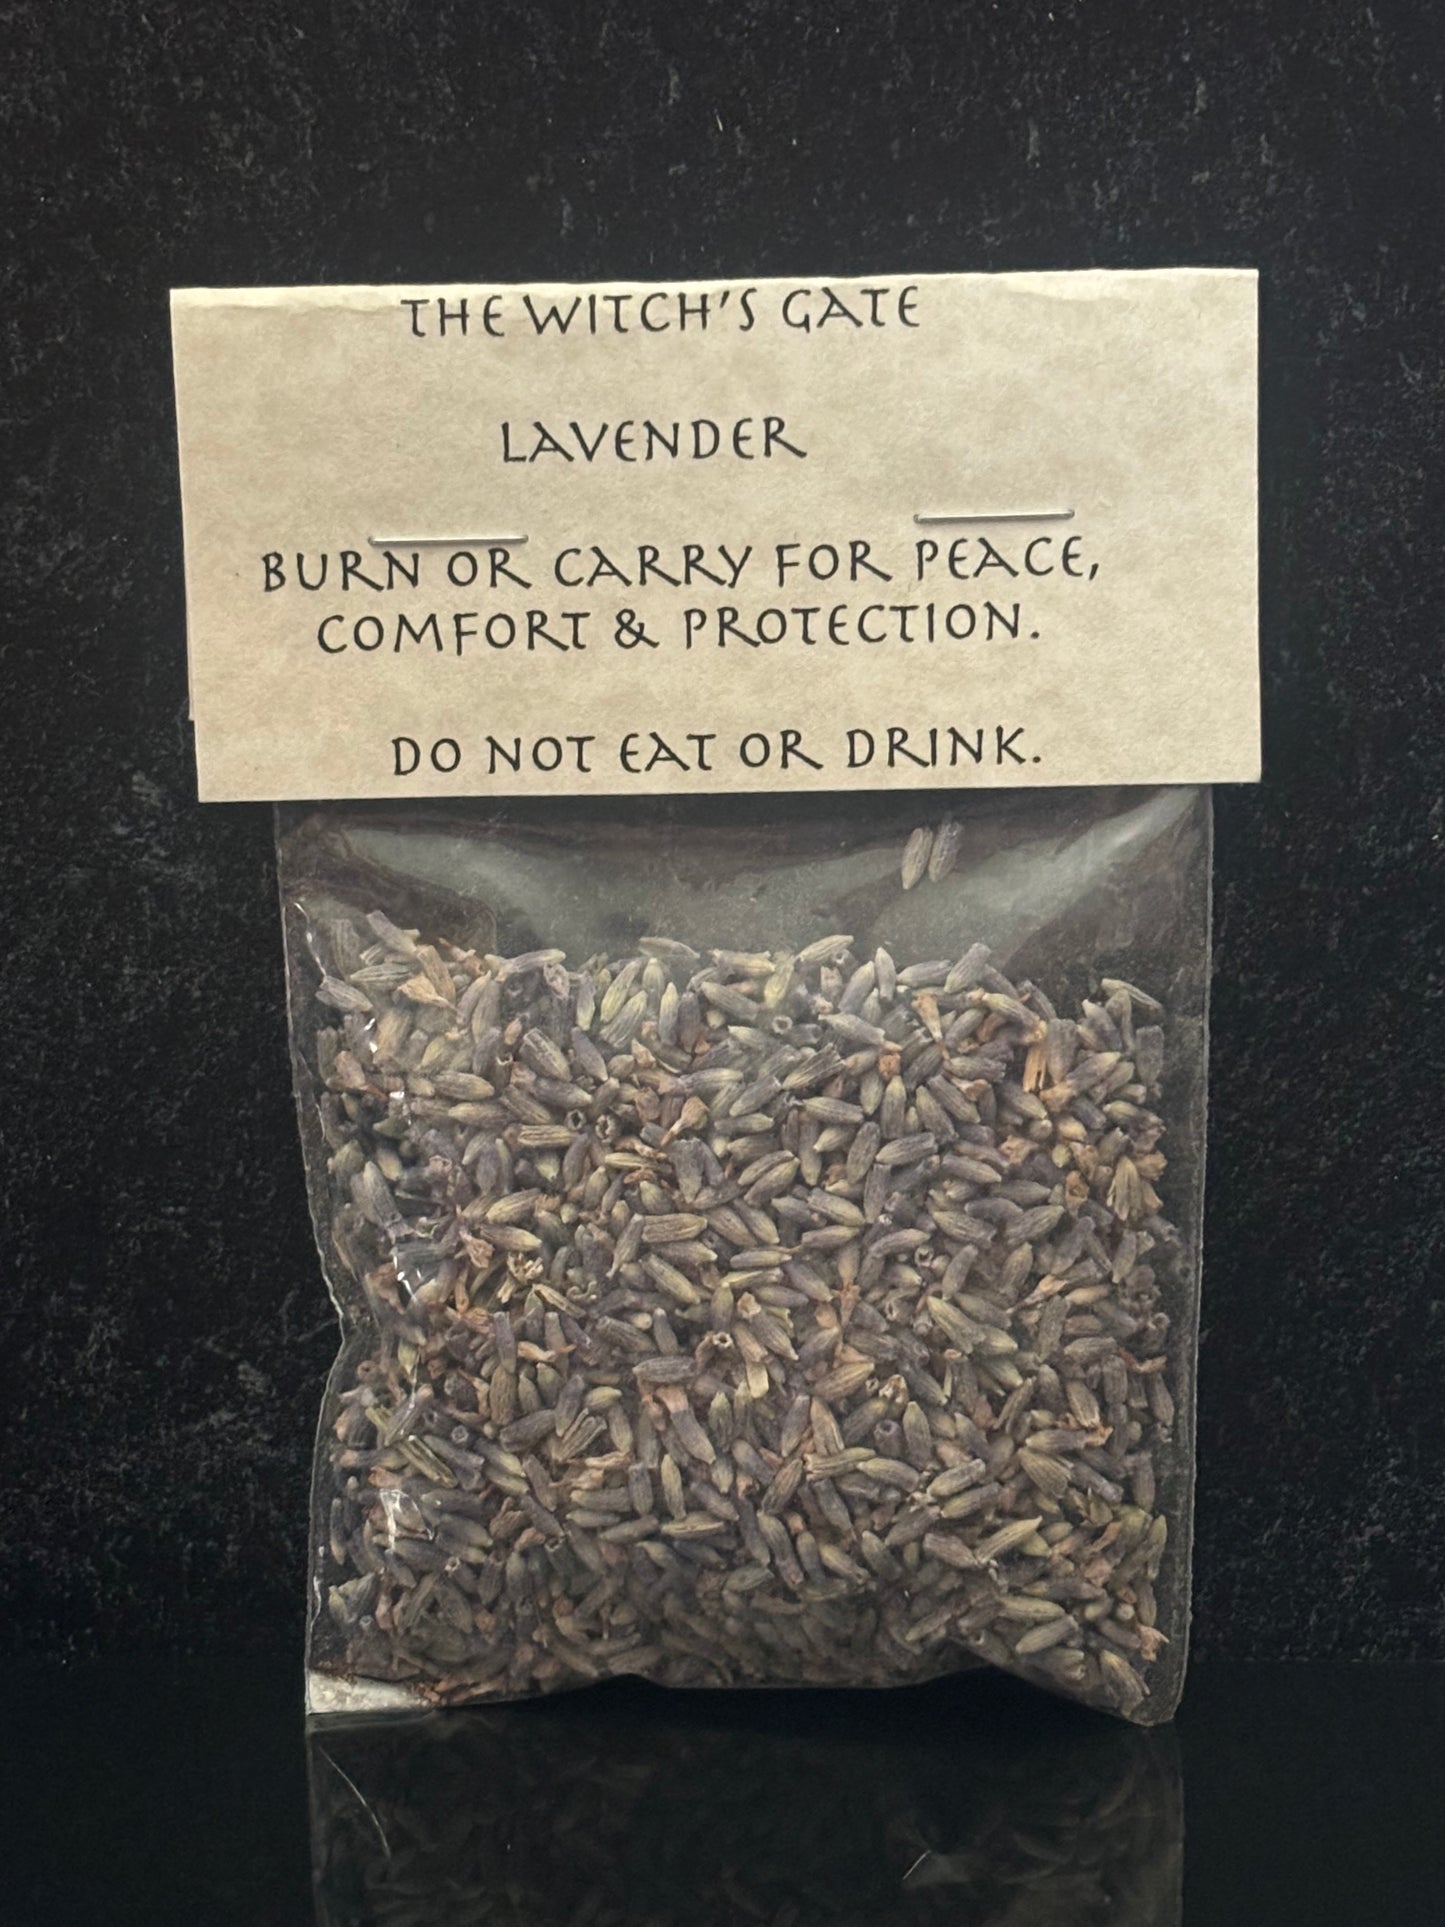 THE WITCH'S GATE
LAVENDER
BURN OR CARRY FOR PEACE,
COMFORT & PROTECTION.
DO NOT EAT OR DRINK.